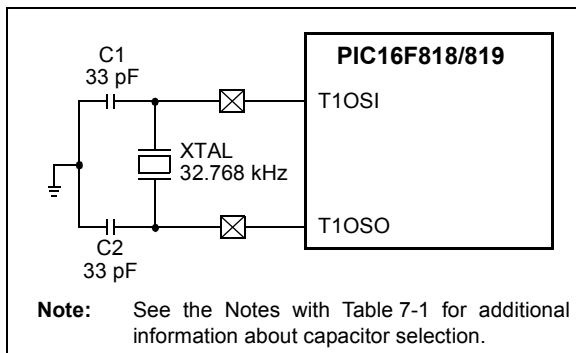 C1
33 pF
PIC16F818/819
T1OSI
XTAL
32.768 kHz
T1OSO
C2
33 pF
Note: See the Notes with Table 7-1 for additional
information about capacitor selection.